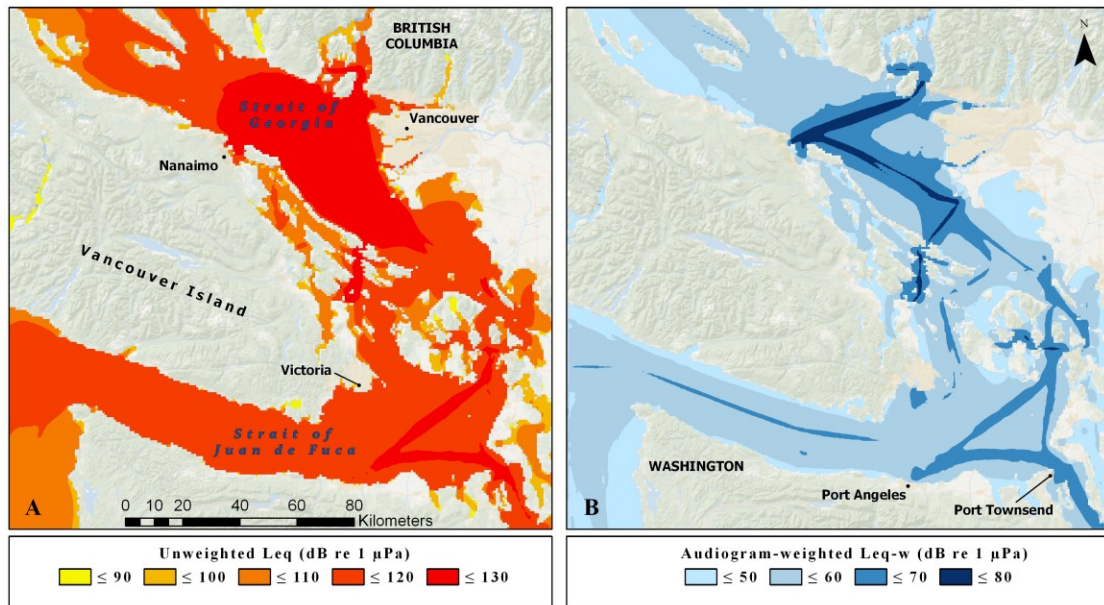 BRITISH
COLUMBIA
Strait of
Georgia
Vancouver
Nanaimo
Vancouver Island
Victoria
Strait of
Juan de Fuca
A
0 10 20 40 60 80
Kilometers
Unweighted Leq (dB re 1 µPa)
≤ 90 ≤ 100 ≤ 110 ≤ 120 ≤ 130
N
WASHINGTON
Port Angeles
Port Townsend
B
Audiogram-weighted Leq-w (dB re 1 µPa)
≤ 50 ≤ 60 ≤ 70 ≤ 80